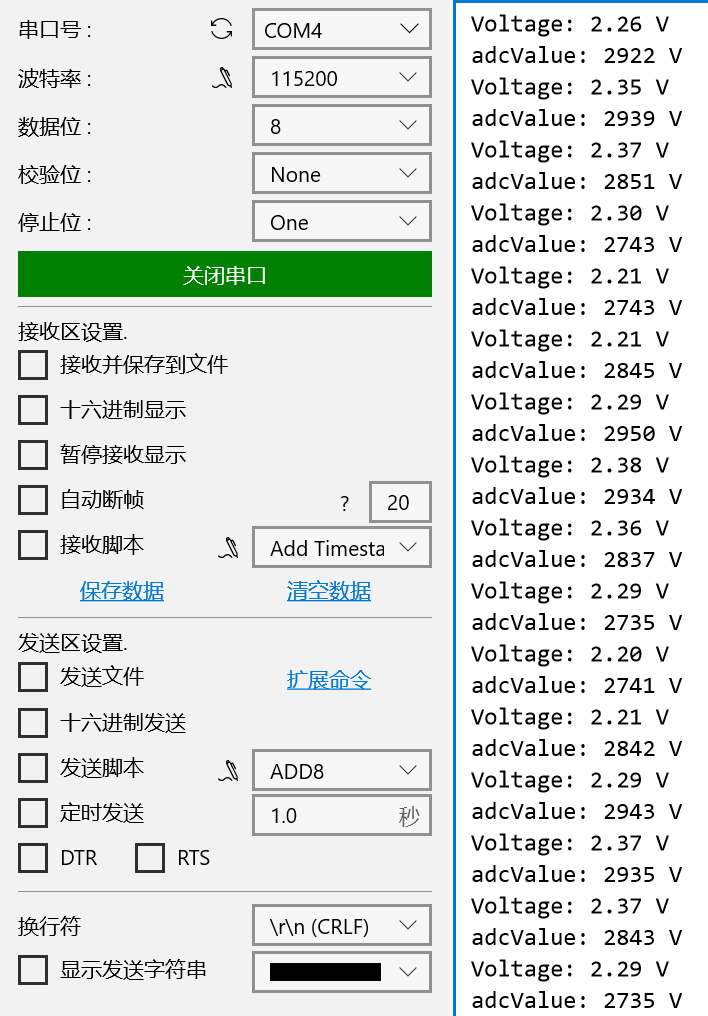 串口号 :
COM4
波特率 :
115200
数据位 :
8
校验位 :
None
停止位 :
One
关闭串口
接收区设置.
接收并保存到文件
十六进制显示
暂停接收显示
自动断帧
?
20
接收脚本
Add Timesta
保存数据
清空数据
发送区设置.
发送文件
扩展命令
十六进制发送
发送脚本
ADD8
定时发送
1.0
秒
DTR
RTS
换行符
\r\n (CRLF)
显示发送字符串
Voltage: 2.26 V
adcValue: 2922 V
Voltage: 2.35 V
adcValue: 2939 V
Voltage: 2.37 V
adcValue: 2851 V
Voltage: 2.30 V
adcValue: 2743 V
Voltage: 2.21 V
adcValue: 2743 V
Voltage: 2.21 V
adcValue: 2845 V
Voltage: 2.29 V
adcValue: 2950 V
Voltage: 2.38 V
adcValue: 2934 V
Voltage: 2.36 V
adcValue: 2837 V
Voltage: 2.29 V
adcValue: 2735 V
Voltage: 2.20 V
adcValue: 2741 V
Voltage: 2.21 V
adcValue: 2842 V
Voltage: 2.29 V
adcValue: 2943 V
Voltage: 2.37 V
adcValue: 2935 V
Voltage: 2.37 V
adcValue: 2843 V
Voltage: 2.29 V
adcValue: 2735 V